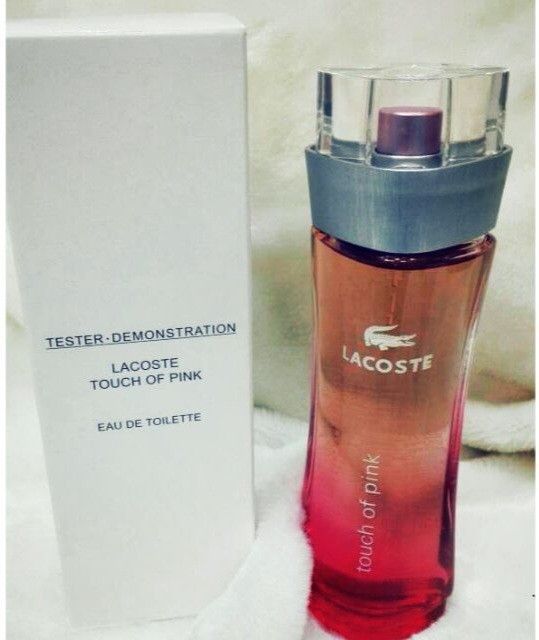 TESTER·DEMONSTRATION
LACOSTE
TOUCH OF PINK
EAU DE TOILETTE
LACOSTE
touch of pink